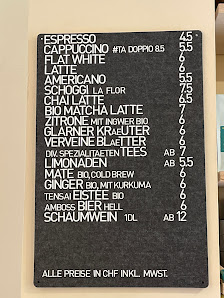 ESPRESSO 4.5
CAPPUCCINO #TA DOPPIO 8.5 5.5
FLAT WHITE 6
LATTE 6
AMERICANO 5.5
SCHOGGI LA FLOR 7.5
CHAI LATTE 6.5
BIO MATCHA LATTE 7
ZITRONE MIT INGWER BIO 6
GLARNER KRAEUTER 6
VERVEINE BLAETTER 6
DIV. SPEZIALITAETEN TEES AB 7
LIMONADEN AB 5.5
MATE BIO, COLD BREW 6
GINGER BIO, MIT KURKUMA 6
TENSAI EISTEE BIO 6
AMBOSS BIER HELL 6
SCHAUMWEIN 1DL AB 12
ALLE PREISE IN CHF INKL. MWST.